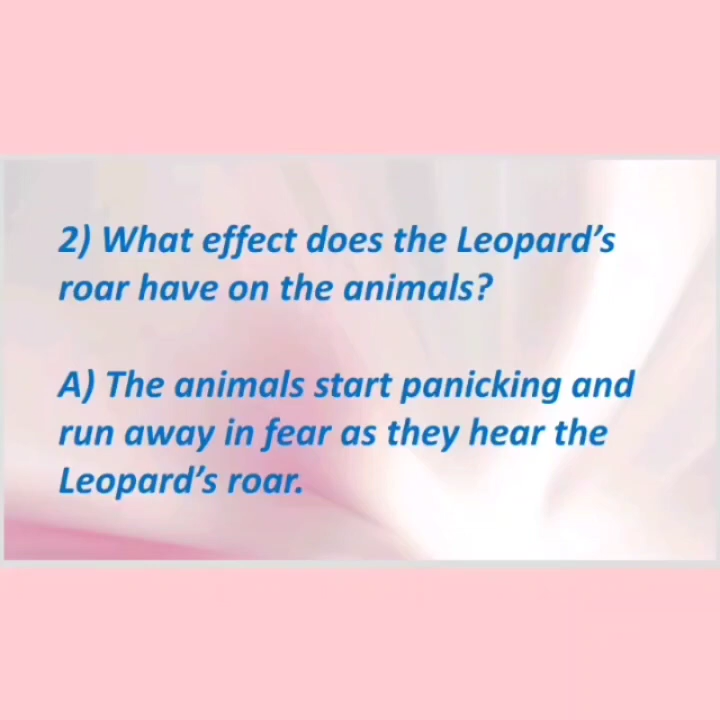 2) What effect does the Leopard’s
roar have on the animals?
A) The animals start panicking and
run away in fear as they hear the
Leopard’s roar.